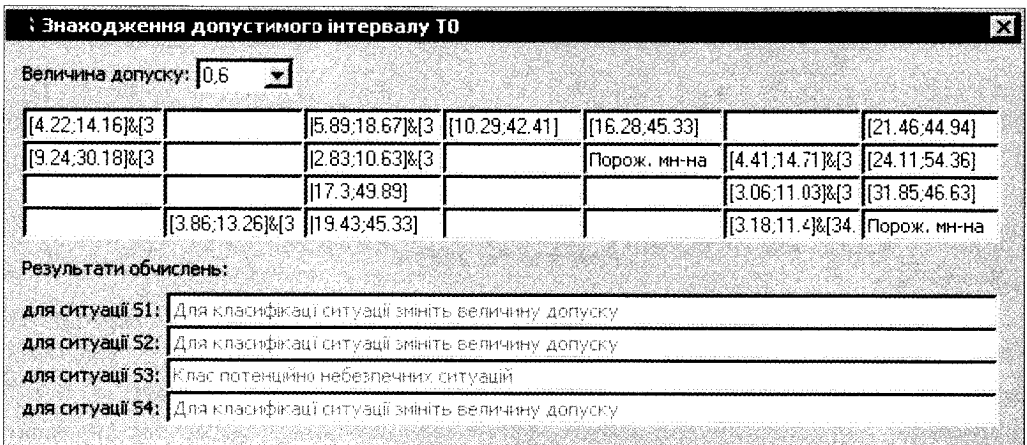 Знаходження допустимого інтервалу T0
Величина допуску: 0,6
[4.22;14.16]&[3 [5.89;18.67]&[3 [10.29;42.41] [16.28;45.33] [21.46;44.94]
[9.24;30.18]&[3 [2.83;10.63]&[3 Порож. мн-на [4.41;14.71]&[3 [24.11;54.36]
[17.3;49.89] [3.06;11.03]&[3 [31.85;46.63]
[3.86;13.26]&[3 [19.43;45.33] [3.18;11.4]&[34. Порож. мн-на
Результати обчислень:
для ситуації S1: Для класифікаці ситуації змініть величину допуску
для ситуації S2: Для класифікаці ситуації змініть величину допуску
для ситуації S3: Клас потенційно небезпечних ситуацій
для ситуації S4: Для класифікаці ситуації змініть величину допуску